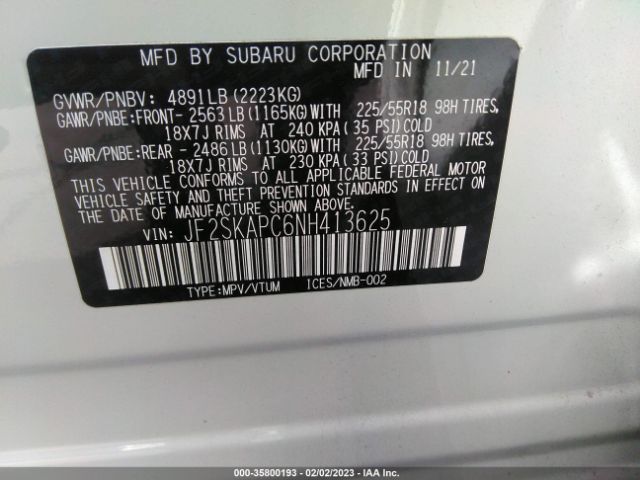 MFD BY SUBARU CORPORATION
MFD IN 11/21
GVWR/PNBV: 4891LB(2223KG)
GAWR/PNBE:FRONT- 2563LB(1165KG)WITH 225/55R18 98H TIRES,
18X7J RIMS AT 240 KPA( 35 PSI)COLD
GAWR/PNBE:REAR - 2486LB(1130KG)WITH 225/55R18 98H TIRES,
18X7J RIMS AT 230 KPA( 33 PSI)COLD
THIS VEHICLE CONFORMS TO ALL APPLICABLE FEDERAL MOTOR
VEHICLE SAFETY AND THEFT PREVENTION STANDARDS IN EFFECT ON
THE DATE OF MANUFACTURE SHOWN ABOVE.
VIN: JF2SKAPC6NH413625
TYPE:MPV/VTUM ICES/NMB-002
000-35800193 - 02/02/2023 - IAA Inc.